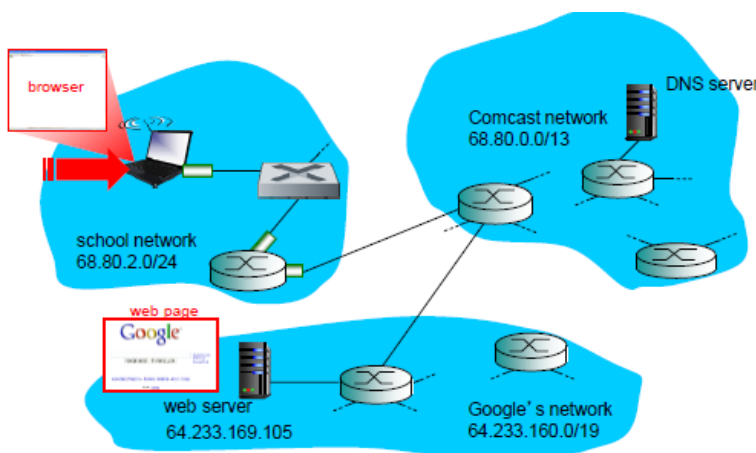 browser
DNS server
Comcast network
68.80.0.0/13
school network
68.80.2.0/24
web page
Google
web server
64.233.169.105
Google's network
64.233.160.0/19